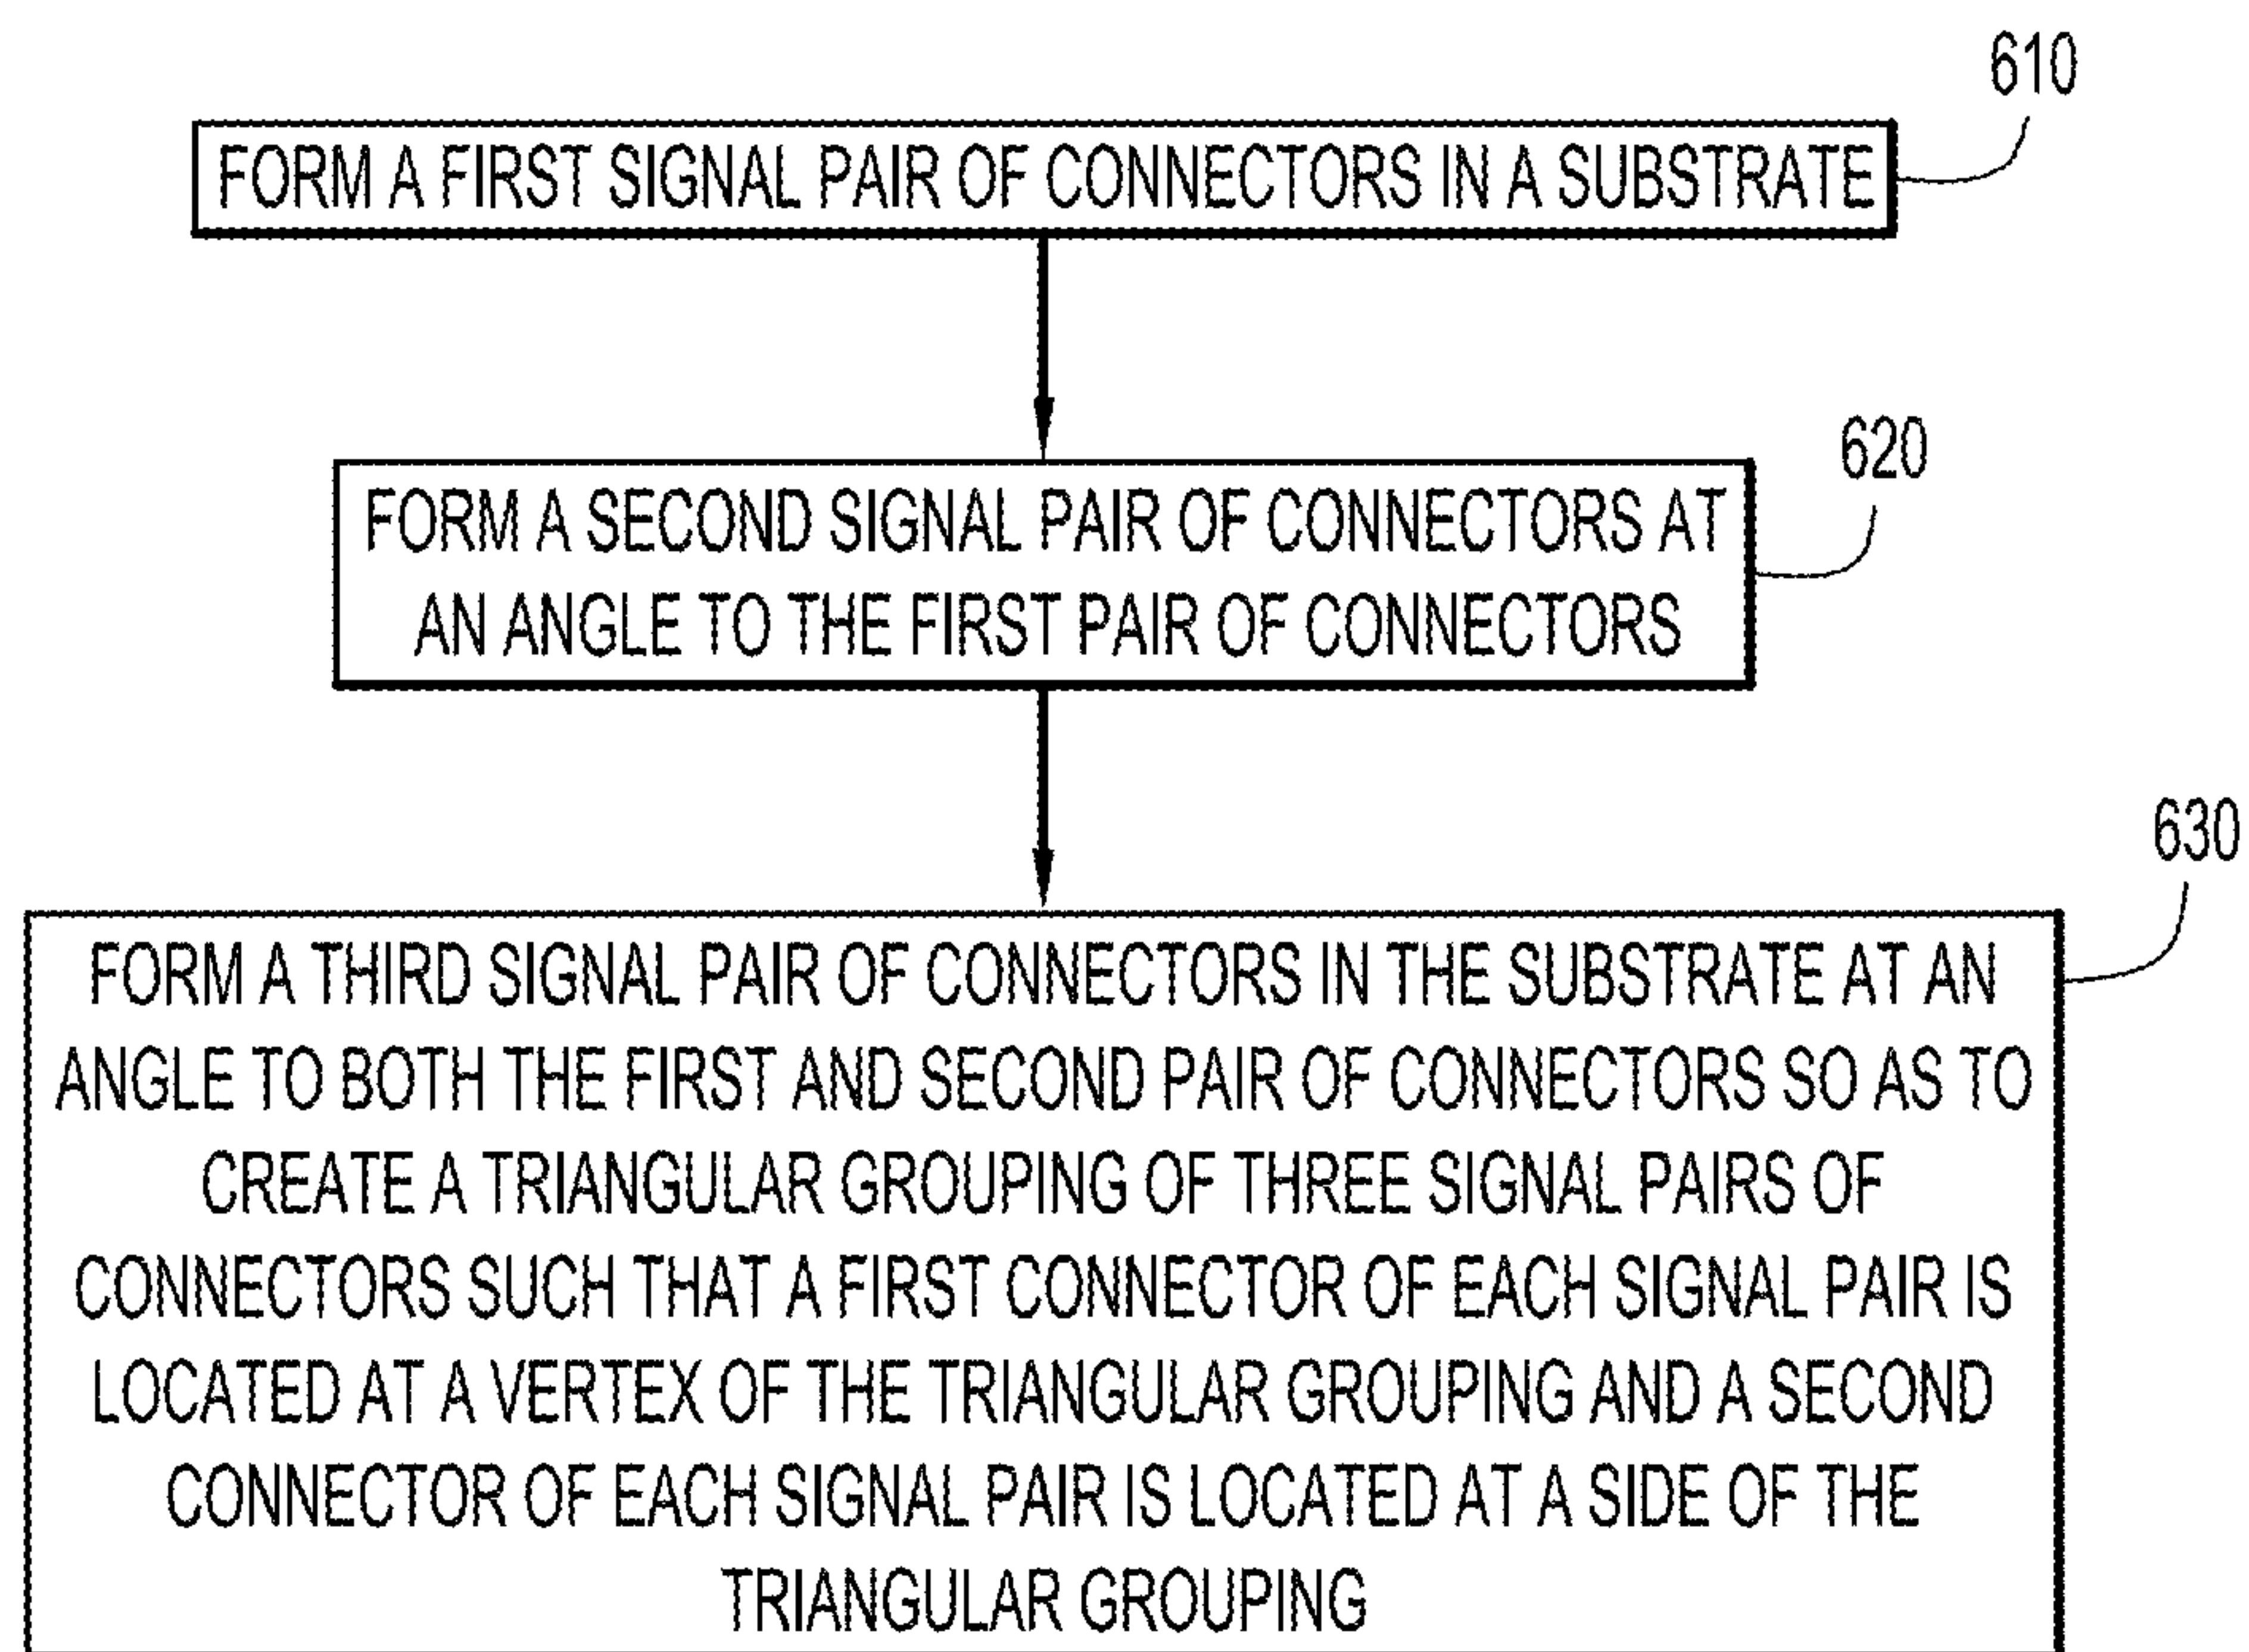 610
FORM A FIRST SIGNAL PAIR OF CONNECTORS IN A SUBSTRATE
620
FORM A SECOND SIGNAL PAIR OF CONNECTORS AT
AN ANGLE TO THE FIRST PAIR OF CONNECTORS
630
FORM A THIRD SIGNAL PAIR OF CONNECTORS IN THE SUBSTRATE AT AN
ANGLE TO BOTH THE FIRST AND SECOND PAIR OF CONNECTORS SO AS TO
CREATE A TRIANGULAR GROUPING OF THREE SIGNAL PAIRS OF
CONNECTORS SUCH THAT A FIRST CONNECTOR OF EACH SIGNAL PAIR IS
LOCATED AT A VERTEX OF THE TRIANGULAR GROUPING AND A SECOND
CONNECTOR OF EACH SIGNAL PAIR IS LOCATED AT A SIDE OF THE
TRIANGULAR GROUPING